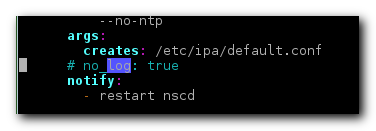 --no-ntp
args:
creates: /etc/ipa/default.conf
# no_log: true
notify:
- restart nscd